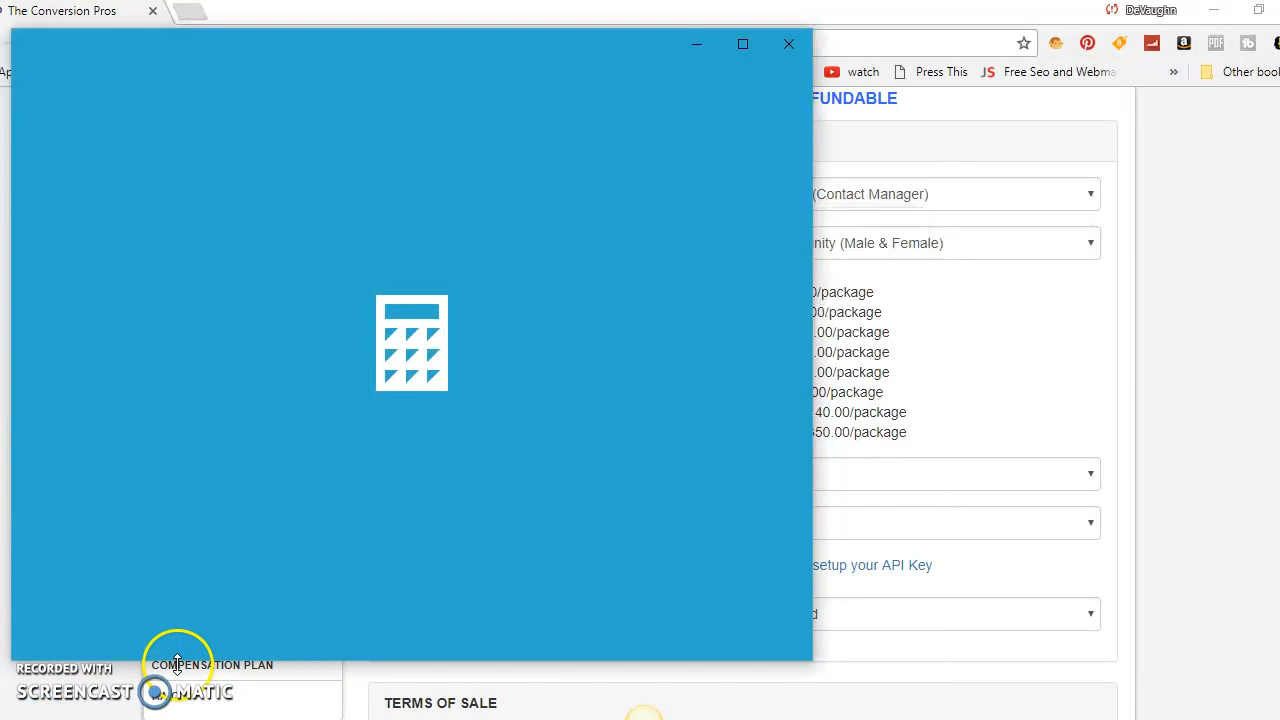 The Conversion Pros
DeVaughn
watch
Press This
JS Free Seo and Webma
» Other book
FUNDABLE
(Contact Manager)
nity (Male & Female)
0/package
00/package
.00/package
.00/package
.00/package
00/package
40.00/package
350.00/package
setup your API Key
d
COMPENSATION PLAN
TERMS OF SALE
RECORDED WITH
SCREENCAST-O-MATIC